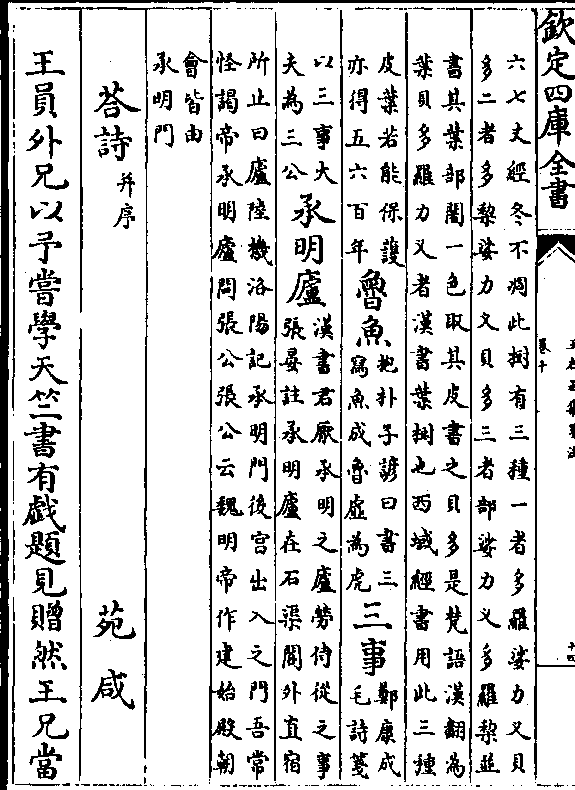 欽定四庫全書
卷十
六七丈經冬不凋此樹有三種一者多羅娑力叉貝
多二者多梨娑力叉貝多三者部娑力叉多羅梨並
書其葉部闍一色取其皮書之貝多是梵語漢翻為
葉貝多羅力叉者漢書葉樹也西域經書用此三種
皮葉若能保護
亦得五六百年
魯魚
抱朴子諺曰書三
寫魚成魯虛為虎
三事
鄭康成
毛詩箋
以三事大
夫為三公
承明廬
漢書君厭承明之廬勞侍從之事
張晏註承明廬在石渠閣外直宿
所止曰廬陸機洛陽記承明門後宮出入之門吾常
怪謁帝承明廬問張公張公云魏明帝作建始殿朝
會皆由
承明門
荅詩
并序
苑咸
王員外兄以予嘗學天竺書有戲題見贈然王兄當